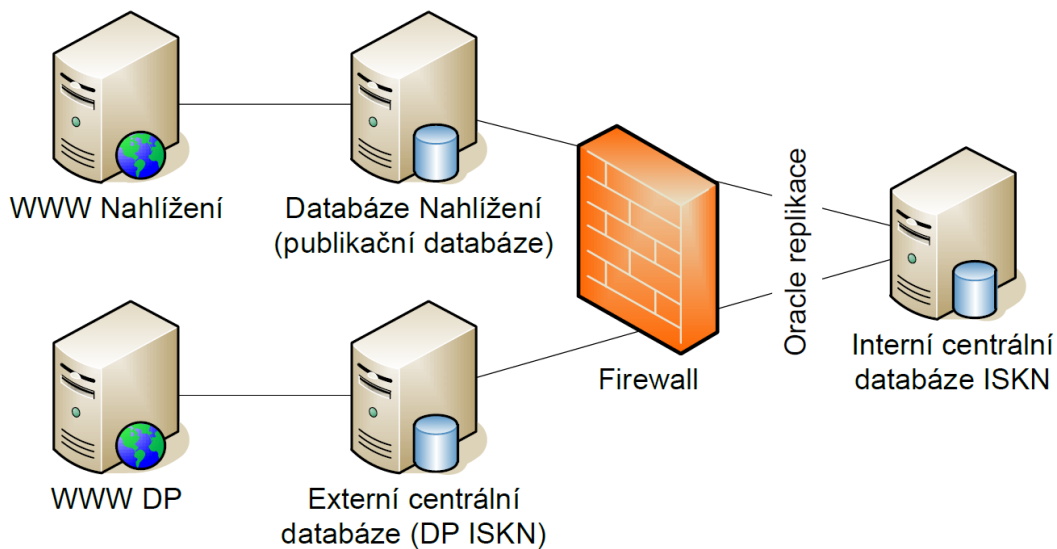 WWW Nahlížení
Databáze Nahlížení
(publikační databáze)
Oracle replikace
Firewall
Interní centrální
databáze ISKN
WWW DP
Externí centrální
databáze (DP ISKN)